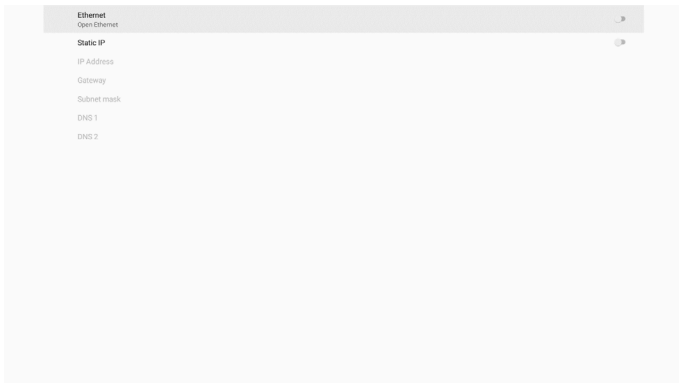 Ethernet
Open Ethernet
Static IP
IP Address
Gateway
Subnet mask
DNS 1
DNS 2